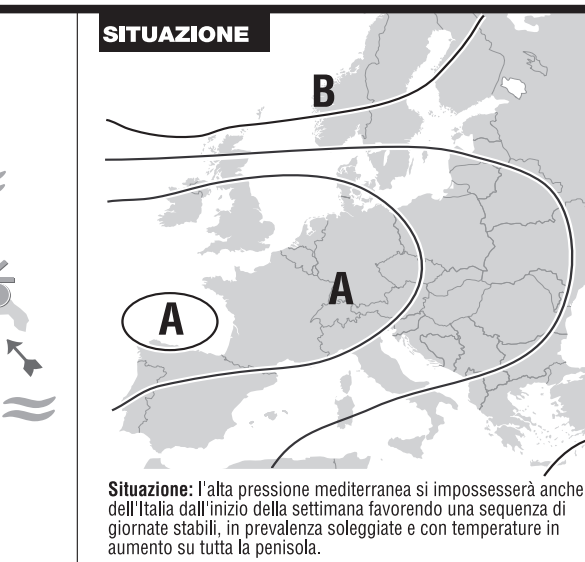 SITUAZIONE
B
A
A
Situazione: l'alta pressione mediterranea si impossesserà anche
dell'Italia dall'inizio della settimana favorendo una sequenza di
giornate stabili, in prevalenza soleggiate e con temperature in
aumento su tutta la penisola.